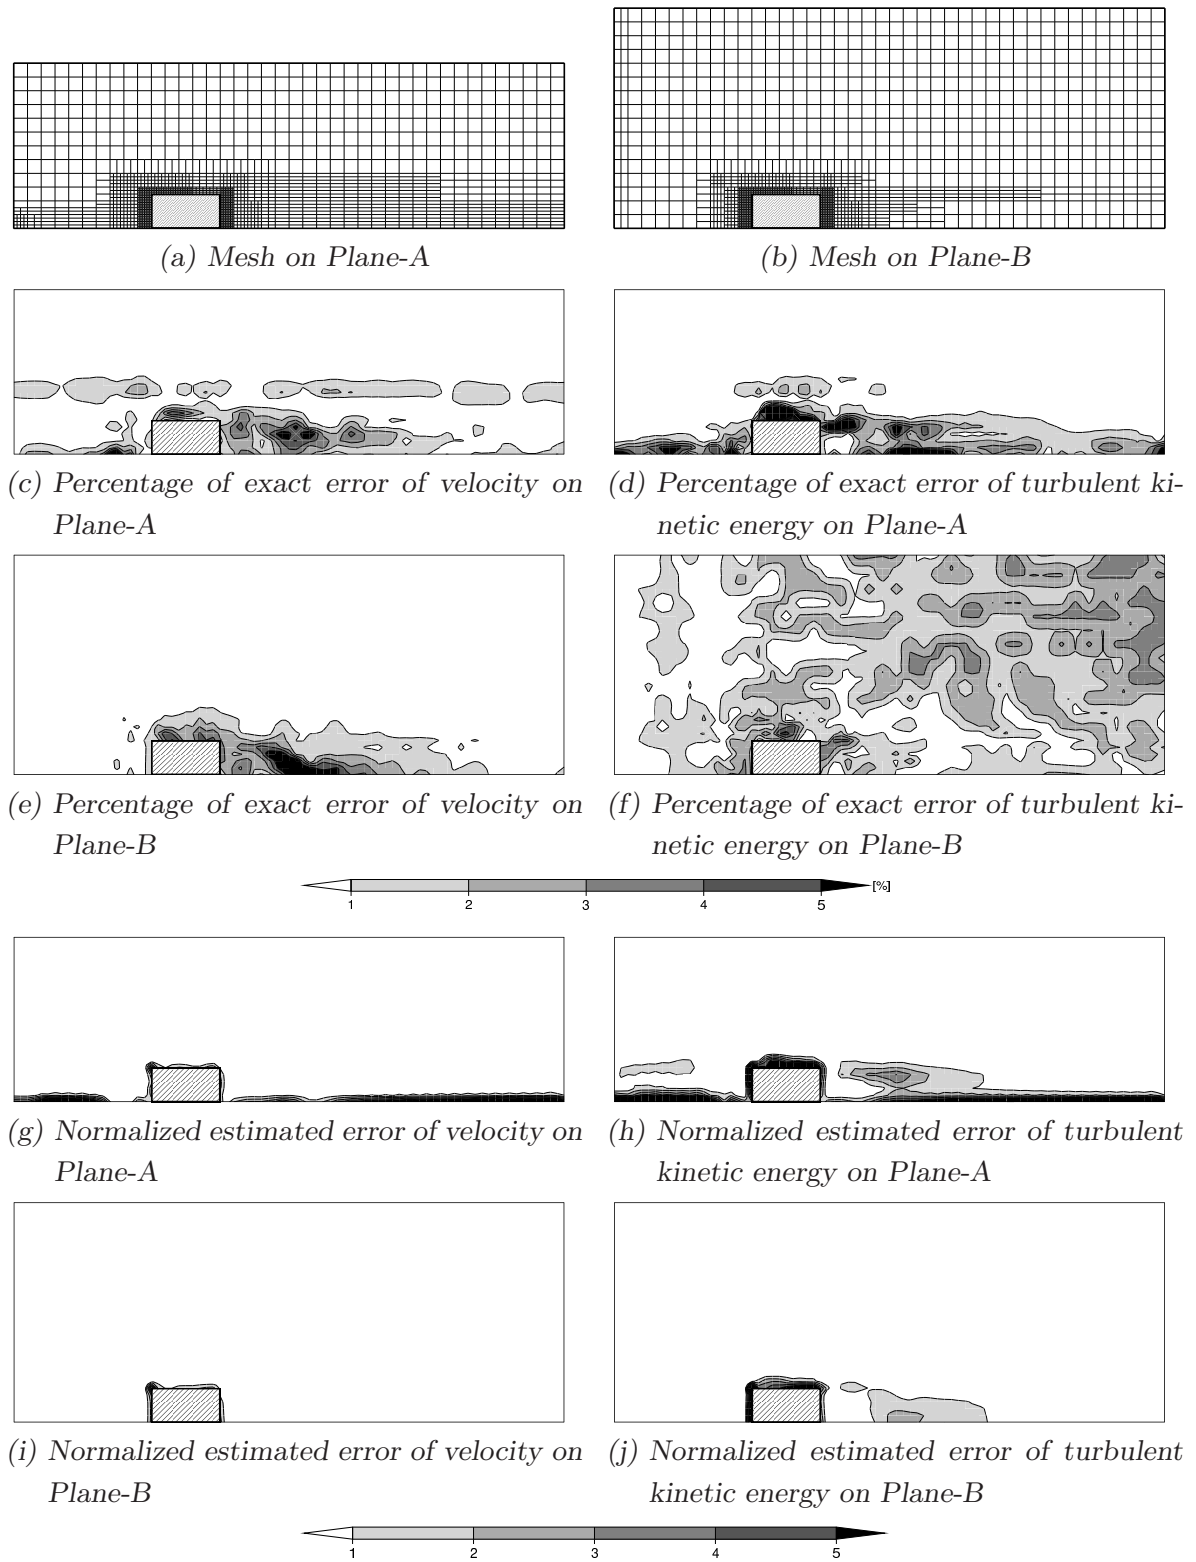 (a) Mesh on Plane-A
(b) Mesh on Plane-B
(c) Percentage of exact error of velocity on
Plane-A
(d) Percentage of exact error of turbulent ki-
netic energy on Plane-A
(e) Percentage of exact error of velocity on
Plane-B
(f) Percentage of exact error of turbulent ki-
netic energy on Plane-B
[%]
1 2 3 4 5
(g) Normalized estimated error of velocity on
Plane-A
(h) Normalized estimated error of turbulent
kinetic energy on Plane-A
(i) Normalized estimated error of velocity on
Plane-B
(j) Normalized estimated error of turbulent
kinetic energy on Plane-B
1 2 3 4 5